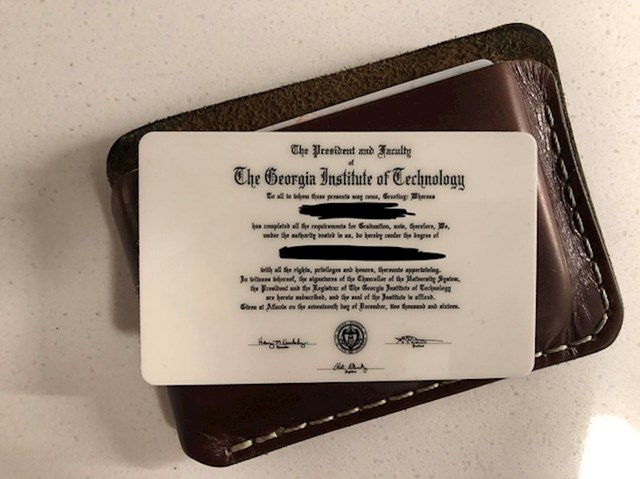 The President and Faculty
of
The Georgia Institute of Technology
To all to whom these presents may come, Greeting: Whereas
has completed all the requirements for Graduation, now, therefore, We,
under the authority vested in us, do hereby confer the degree of
with all the rights, privileges and honors, thereunto appertaining.
In witness whereof, the signatures of the Chancellor of the University System,
the President and the Registrar of The Georgia Institute of Technology
are hereto subscribed, and the seal of the Institute is affixed.
Given at Atlanta on the seventeenth day of December, two thousand and sixteen.